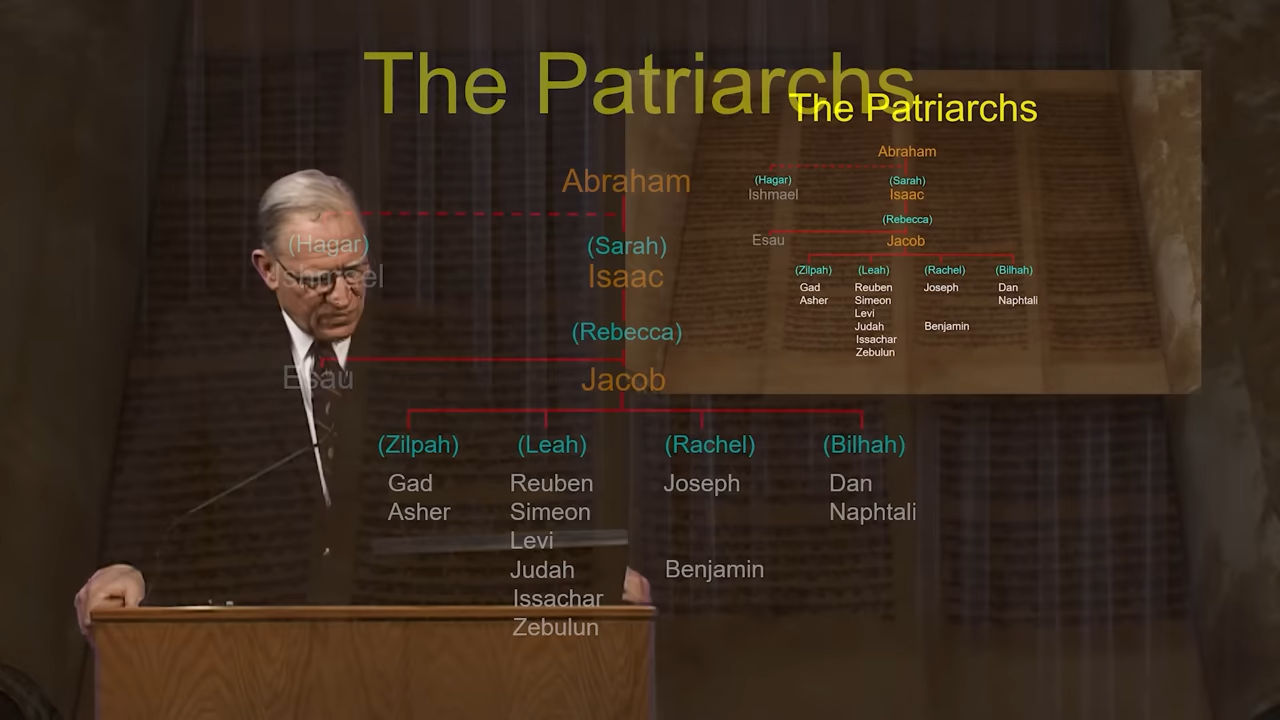 The Patriarchs
Abraham
(Hagar) (Sarah)
Ishmael Isaac
(Rebecca)
Esau Jacob
(Zilpah) (Leah) (Rachel) (Bilhah)
Gad Reuben Joseph Dan
Asher Simeon Naphtali
Levi
Judah Benjamin
Issachar
Zebulun
The Patriarchs
Abraham
(Hagar) (Sarah)
Ishmael Isaac
(Rebecca)
Esau Jacob
(Zilpah) (Leah) (Rachel) (Bilhah)
Gad Reuben Joseph Dan
Asher Simeon Naphtali
Levi
Judah Benjamin
Issachar
Zebulun